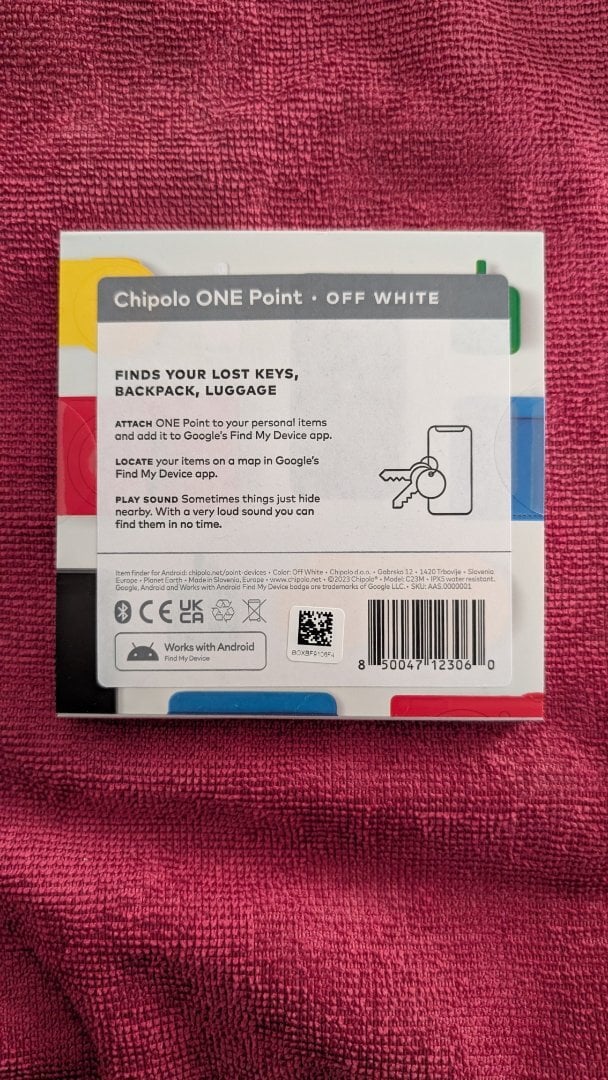 Chipolo ONE Point • OFF WHITE
FINDS YOUR LOST KEYS,
BACKPACK, LUGGAGE
ATTACH ONE Point to your personal items
and add it to Google's Find My Device app.
LOCATE your items on a map in Google's
Find My Device app.
PLAY SOUND Sometimes things just hide
nearby. With a very loud sound you can
find them in no time.
Item finder for Android: chipolo.net/point-devices • Color: Off White • Chipolo d.o.o. • Gabrsko 12 • 1420 Trbovlje • Slovenia
Europe • Planet Earth • Made in Slovenia, Europe • www.chipolo.net • ©2023 Chipolo® • Model: C23M • IPX5 water resistant.
Google, Android and Works with Android Find My Device badge are trademarks of Google LLC. • SKU: AAS.0000001
CE UK
CA
Works with Android
Find My Device
8 50047 12306 0